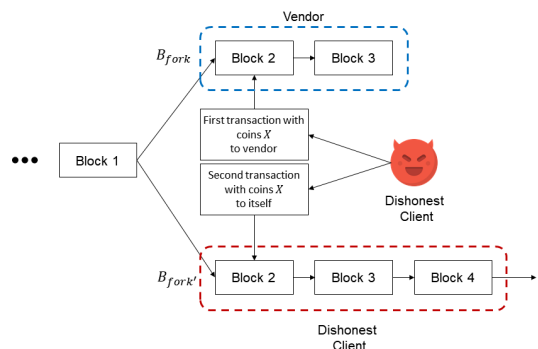 Vendor
B_fork
Block 2
Block 3
First transaction with
coins X
to vendor
Block 1
Second transaction
with coins X
to itself
Dishonest
Client
B_fork'
Block 2
Block 3
Block 4
Dishonest
Client